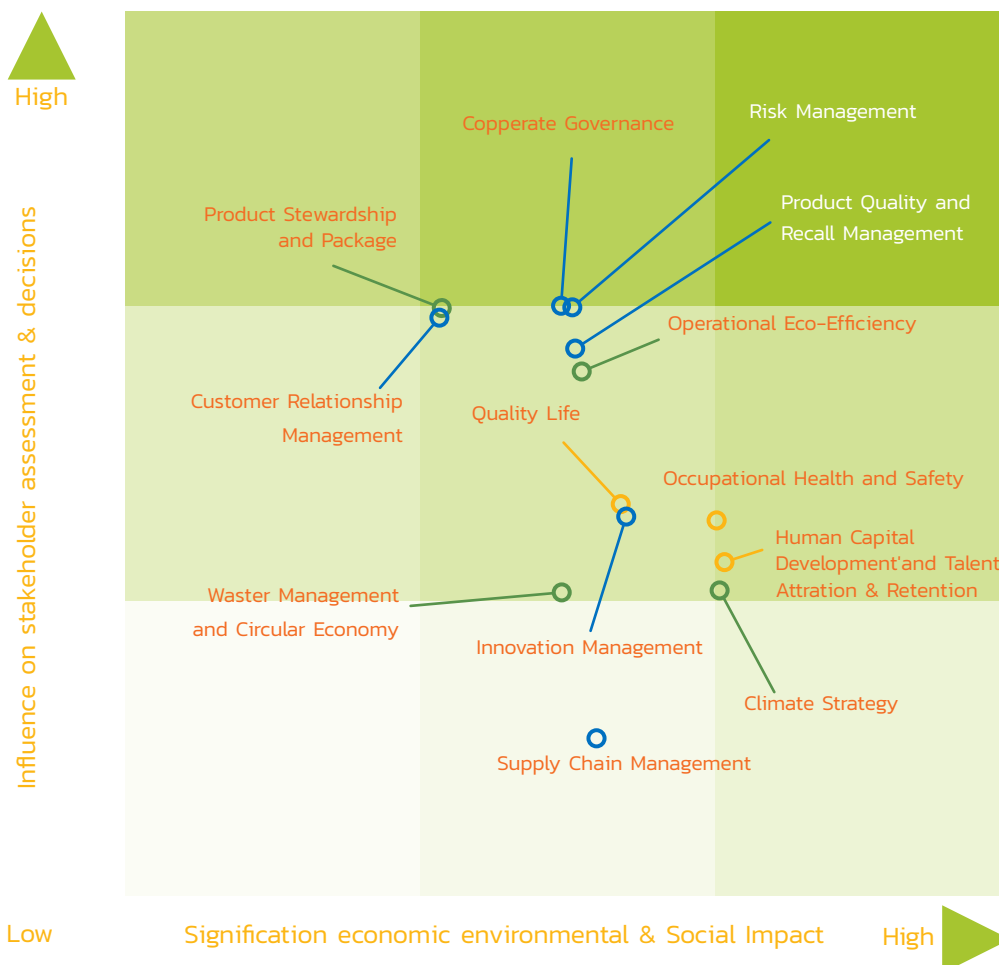 High
Influence on stakeholder assessment & decisions
Copperate Governance
Risk Management
Product Stewardship
and Package
Product Quality and
Recall Management
Operational Eco-Efficiency
Customer Relationship
Management
Quality Life
Occupational Health and Safety
Human Capital
Development'and Talent
Attration & Retention
Waster Management
and Circular Economy
Innovation Management
Climate Strategy
Supply Chain Management
Low
Signification economic environmental & Social Impact
High